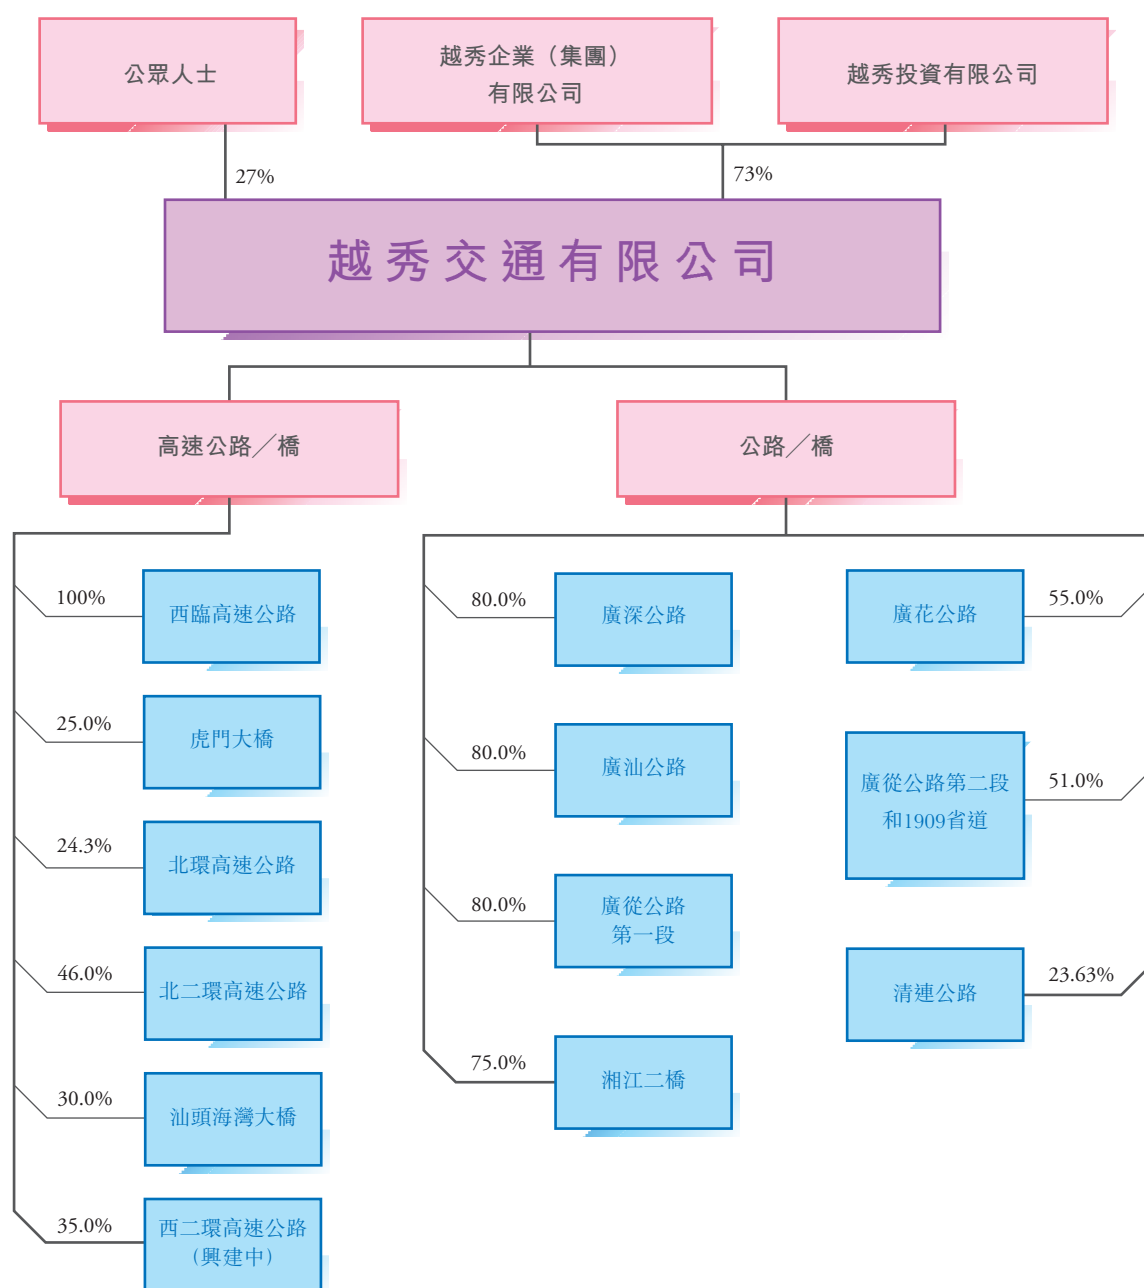 公眾人士
越秀企業（集團）
有限公司
越秀投資有限公司
27%
73%
越秀交通有限公司
高速公路／橋
公路／橋
100%
西臨高速公路
25.0%
虎門大橋
24.3%
北環高速公路
46.0%
北二環高速公路
30.0%
汕頭海灣大橋
35.0%
西二環高速公路
（興建中）
80.0%
廣深公路
80.0%
廣汕公路
80.0%
廣從公路
第一段
75.0%
湘江二橋
廣花公路
55.0%
廣從公路第二段
和1909省道
51.0%
清連公路
23.63%